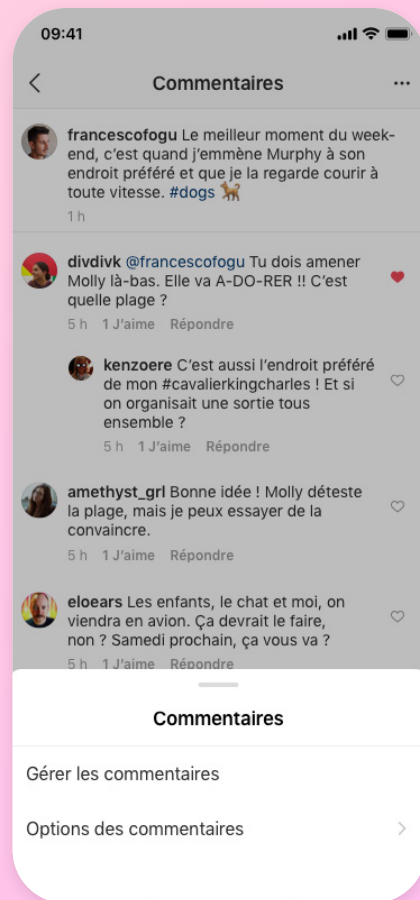 09:41
Commentaires
francescofogu Le meilleur moment du week-
end, c'est quand j'emmène Murphy à son
endroit préféré et que je la regarde courir à
toute vitesse. #dogs 🐕
1 h
divdivk @francescofogu Tu dois amener
Molly là-bas. Elle va A-DO-RER !! C'est
quelle plage ?
5 h 1 J'aime Répondre
kenzoere C'est aussi l'endroit préféré
de mon #cavalierkingcharles ! Et si
on organisait une sortie tous
ensemble ?
5 h 1 J'aime Répondre
amethyst_grl Bonne idée ! Molly déteste
la plage, mais je peux essayer de la
convaincre.
5 h 1 J'aime Répondre
eloears Les enfants, le chat et moi, on
viendra en avion. Ça devrait le faire,
non ? Samedi prochain, ça vous va ?
5 h 1 J'aime Répondre
Commentaires
Gérer les commentaires
Options des commentaires